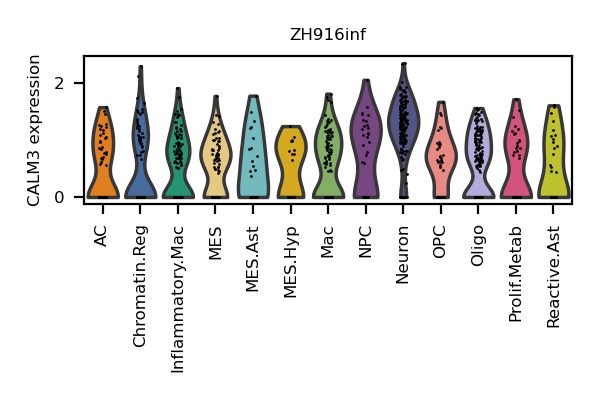 ZH916inf
CALM3 expression
2
0
AC
Chromatin.Reg
Inflammatory.Mac
MES
MES.Ast
MES.Hyp
Mac
NPC
Neuron
OPC
Oligo
Prolif.Metab
Reactive.Ast